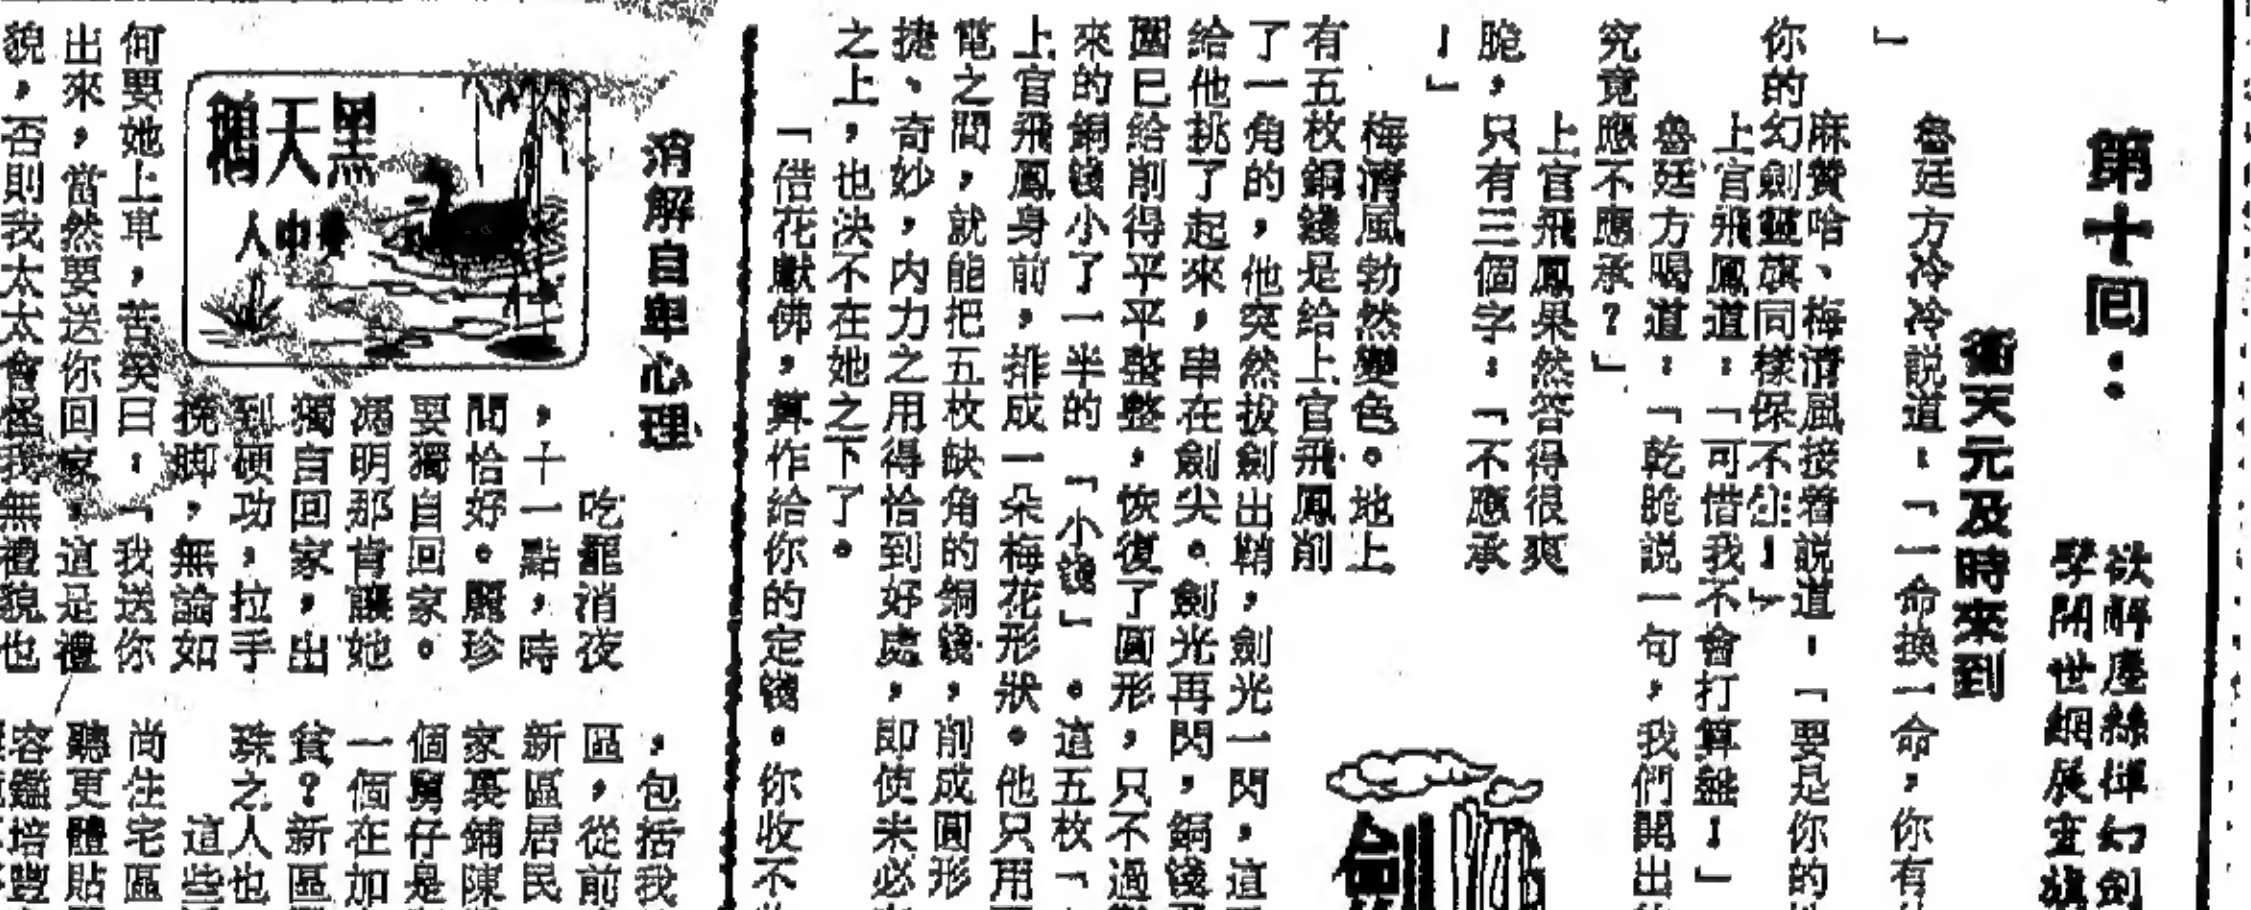 第十回：
欲解塵絲揮幻劍
擘開世網展靈旗
魯廷方冷冷說道：「一命換一命，你有
」
麻贊哈、梅清風接着說道：「要是你的
你的幻劍靈旗同樣保不住！」
上官飛鳳道：「可惜我不會打算盤！」
魯廷方喝道：「乾脆說一句，我們開出
究竟應不應承？」
上官飛鳳果然答得很爽
脆，只有三個字：「不應承
！」
梅清風勃然變色。地上
有五枚銅錢是給上官飛鳳削
了一角的，他突然拔劍出鞘，劍光一閃，這
給他挑了起來，串在劍尖。劍光再閃，銅錢
圈已給削得平平整整，恢復了圓形，只不過
來的銅錢小了一半的「小錢」。這五枚「
上官飛鳳身前，排成一朵梅花形狀。他只用
電之間，就能把五枚缺角的銅錢，削成圓形
捷、奇妙，內力之用得恰到好處，即使未必
之上，也決不在她之下了。
「借花獻佛，算作給你的定錢。你收不
劍
衝天元及時來到
消解自卑心理
黑天鵝
夢中人
吃罷消夜
，十一點，時
間恰好。麗珍
要獨自回家。
馮明那肯讓她
獨自回家，出
到硬功，拉手
挽脚，無論如
何要她上車，苦笑曰：「我送你
出來，當然要送你回家，這是禮
貌，否則我太太會怪我無禮貌也
，包括我
區，從前
新區居民
家裏鋪陳
個舅仔是
一個在加
貧？新區
珠之人也
這些
尚住宅區
聽更體貼
容鑑培豐